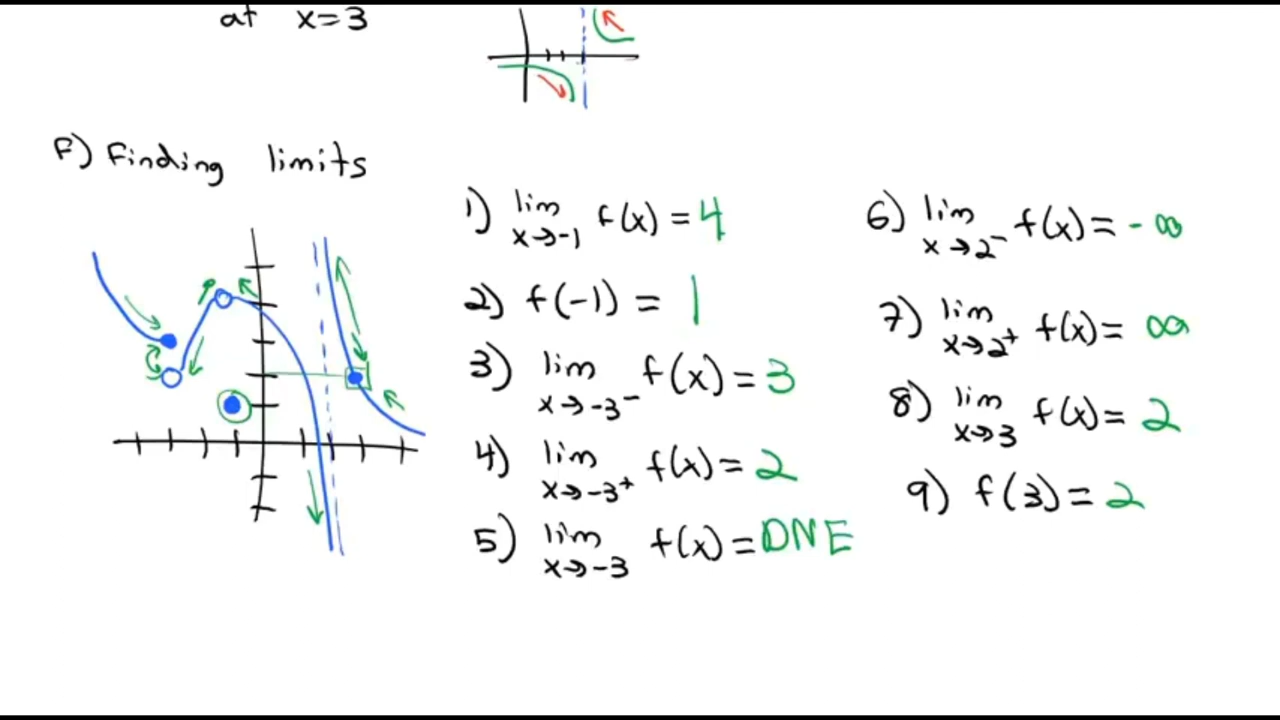 at x=3
F) Finding limits
1) lim x→-1 f(x) = 4
2) f(-1) = 1
3) lim x→-3⁻ f(x) = 3
4) lim x→-3⁺ f(x) = 2
5) lim x→-3 f(x) = DNE
6) lim x→2⁻ f(x) = -∞
7) lim x→2⁺ f(x) = ∞
8) lim x→3 f(x) = 2
9) f(3) = 2